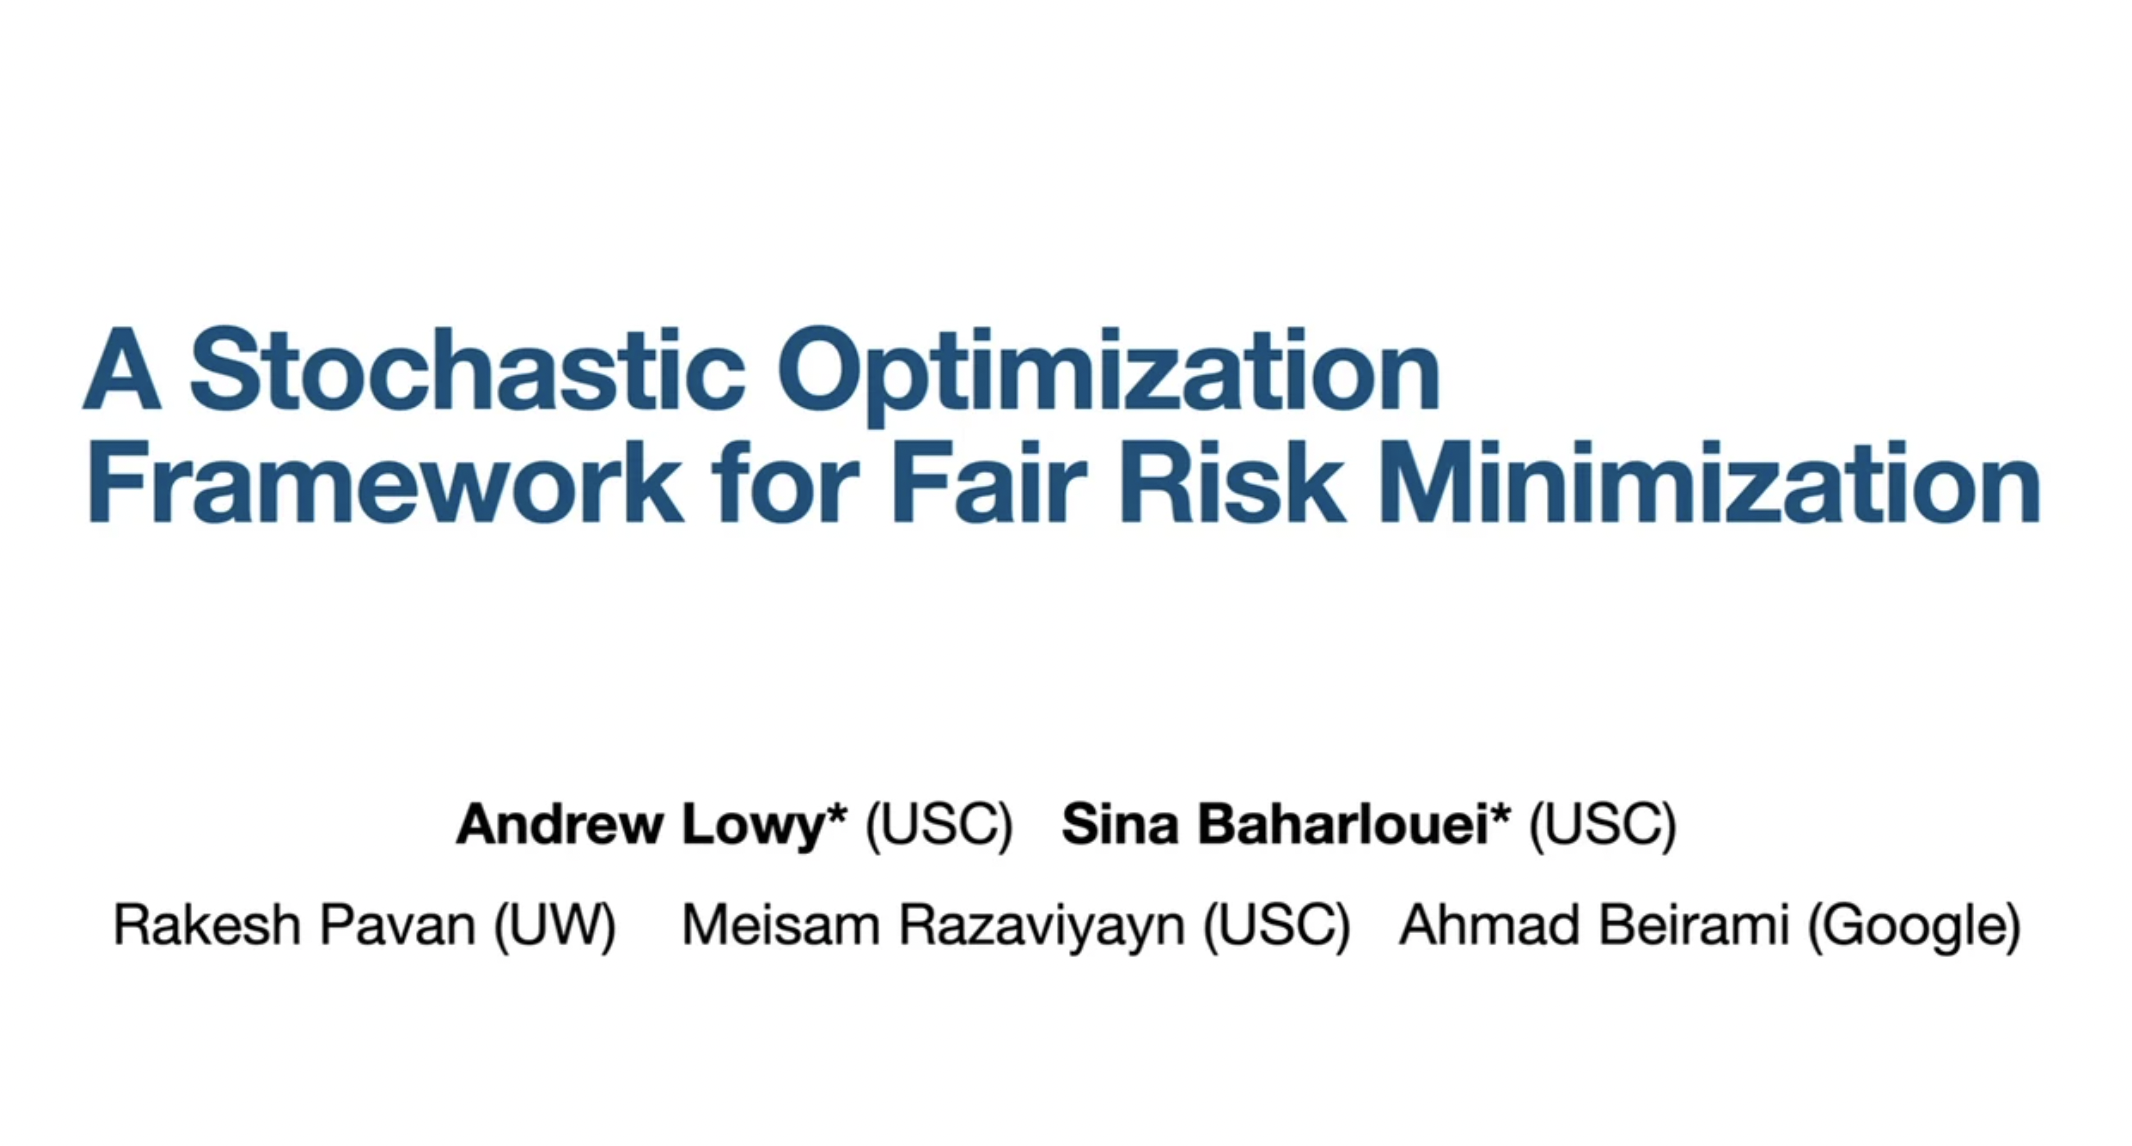 A Stochastic Optimization
Framework for Fair Risk Minimization
Andrew Lowy* (USC) Sina Baharlouei* (USC)
Rakesh Pavan (UW) Meisam Razaviyayn (USC) Ahmad Beirami (Google)